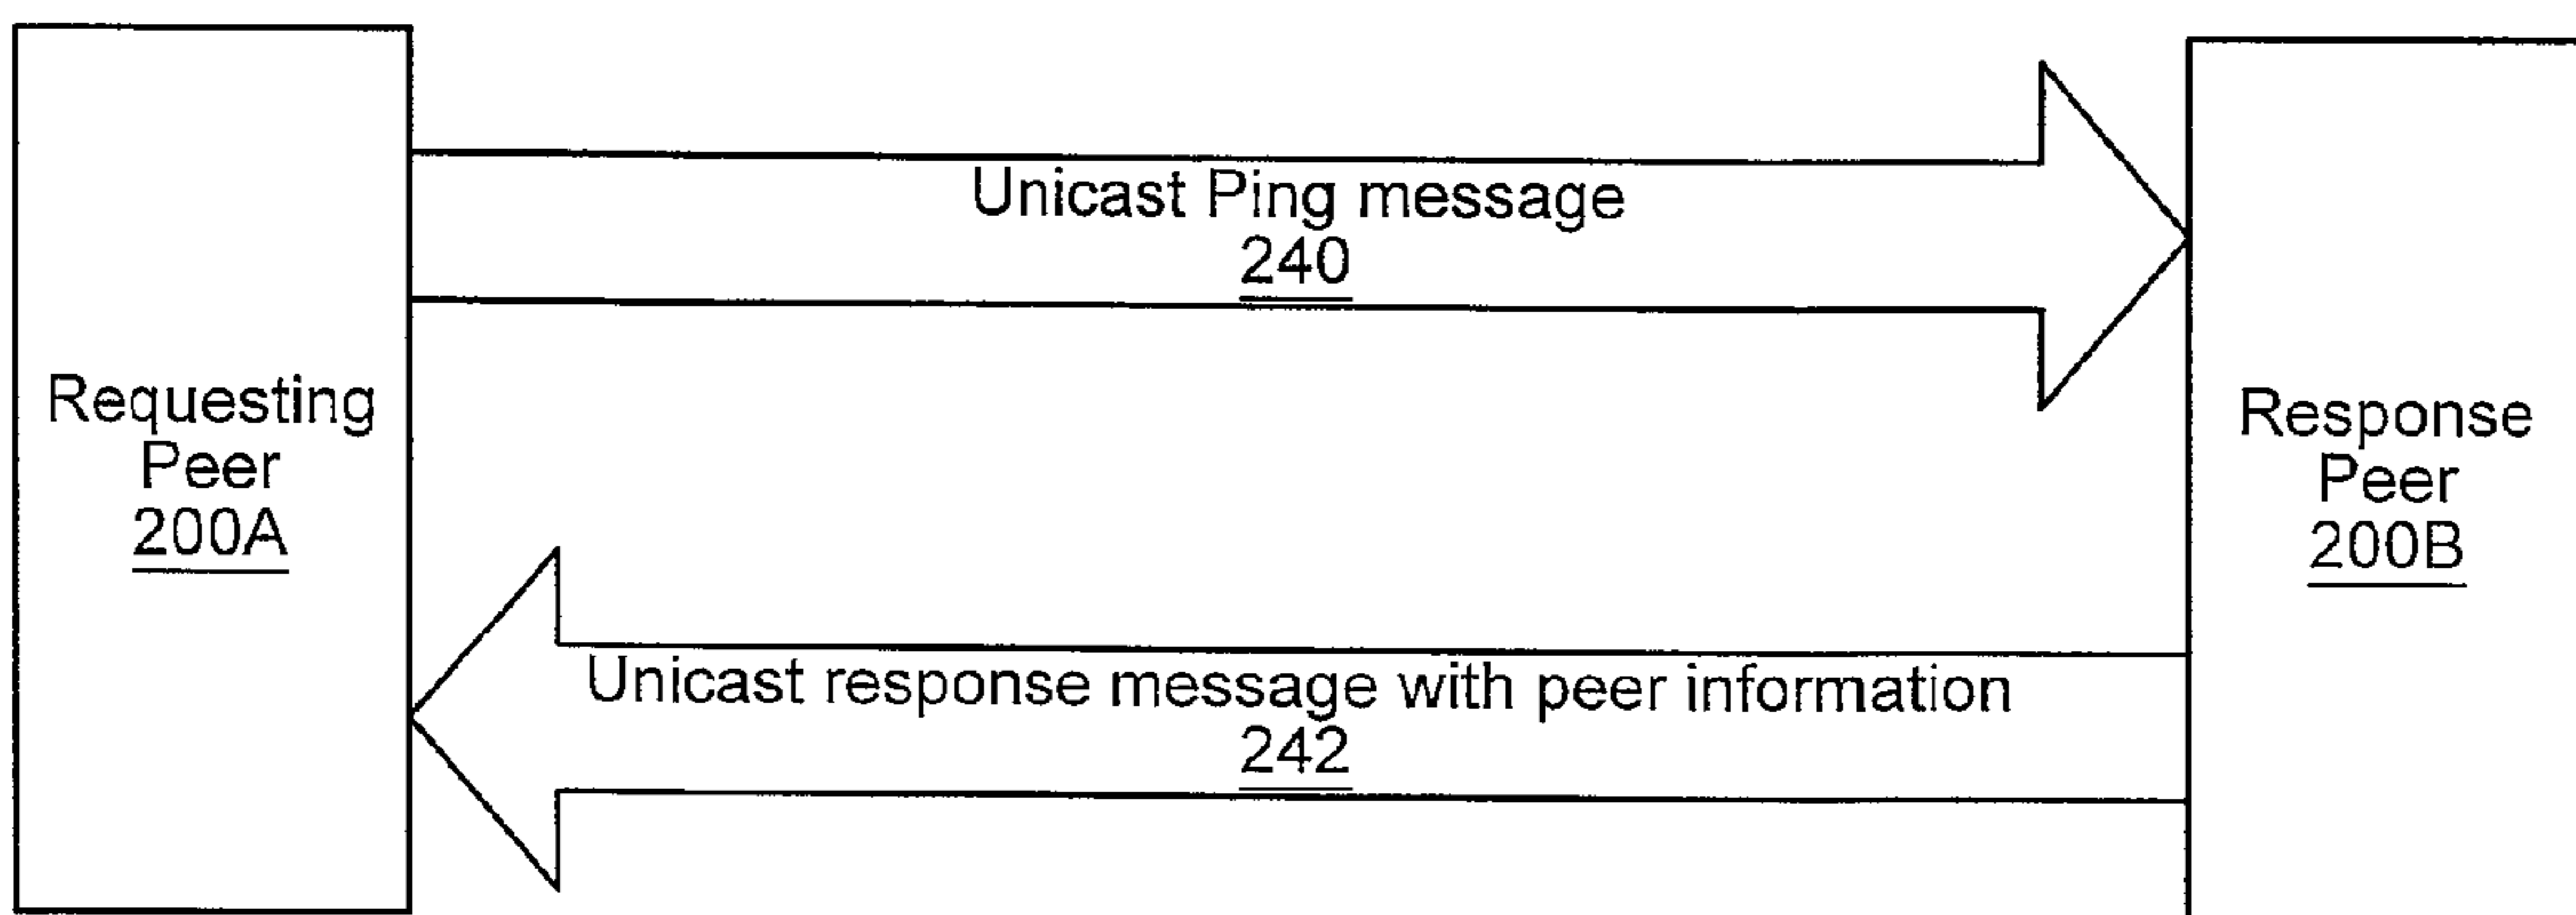 Unicast Ping message
240
Requesting
Peer
200A
Response
Peer
200B
Unicast response message with peer information
242